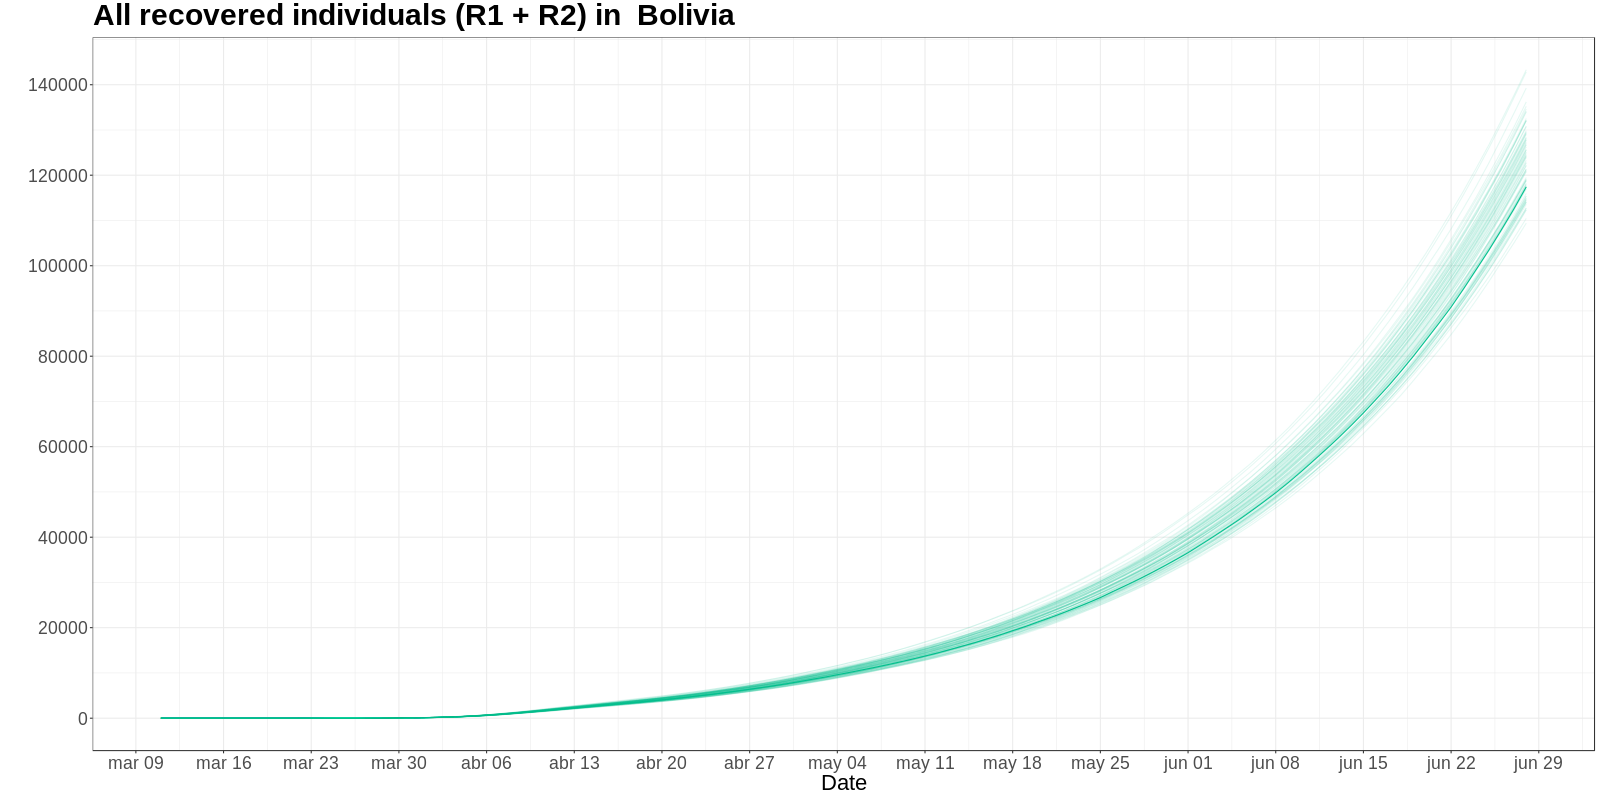 All recovered individuals (R1 + R2) in  Bolivia
140000
120000
100000
80000
60000
40000
20000
0
mar 09 mar 16 mar 23 mar 30 abr 06 abr 13 abr 20 abr 27 may 04 may 11 may 18 may 25 jun 01 jun 08 jun 15 jun 22 jun 29
Date